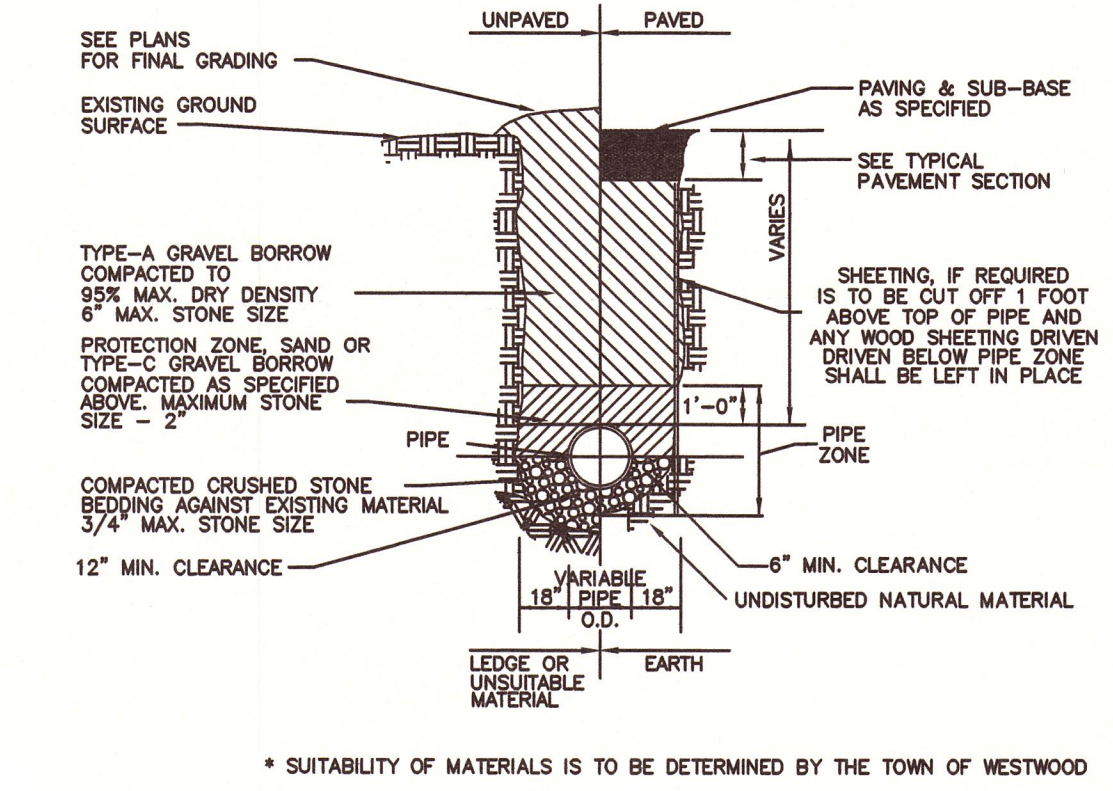 UNPAVED
PAVED
SEE PLANS
FOR FINAL GRADING
EXISTING GROUND
SURFACE
PAVING & SUB-BASE
AS SPECIFIED
SEE TYPICAL
PAVEMENT SECTION
VARIES
TYPE-A GRAVEL BORROW
COMPACTED TO
95% MAX. DRY DENSITY
6" MAX. STONE SIZE
SHEETING, IF REQUIRED
IS TO BE CUT OFF 1 FOOT
ABOVE TOP OF PIPE AND
ANY WOOD SHEETING DRIVEN
DRIVEN BELOW PIPE ZONE
SHALL BE LEFT IN PLACE
PROTECTION ZONE, SAND OR
TYPE-C GRAVEL BORROW
COMPACTED AS SPECIFIED
ABOVE. MAXIMUM STONE
SIZE - 2"
1'-0"
PIPE
PIPE
ZONE
COMPACTED CRUSHED STONE
BEDDING AGAINST EXISTING MATERIAL
3/4" MAX. STONE SIZE
12" MIN. CLEARANCE
6" MIN. CLEARANCE
UNDISTURBED NATURAL MATERIAL
VARIABLE
18" PIPE 18"
O.D.
LEDGE OR
UNSUITABLE
MATERIAL
EARTH
* SUITABILITY OF MATERIALS IS TO BE DETERMINED BY THE TOWN OF WESTWOOD